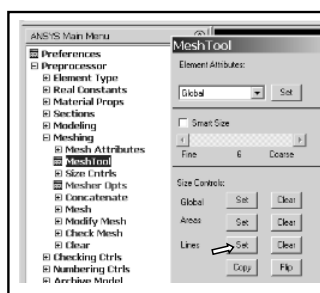 ANSYS Main Menu
Preferences
Preprocessor
Element Type
Real Constants
Material Props
Sections
Modeling
Meshing
Mesh Attributes
MeshTool
Size Cntrls
Mesher Opts
Concatenate
Mesh
Modify Mesh
Check Mesh
Clear
Checking Ctrls
Numbering Ctrls
Archive Model
MeshTool
Element Attributes:
Global Set
Smart Size
Fine 6 Coarse
Size Controls:
Global Set Clear
Areas Set Clear
Lines Set Clear
Copy Flip